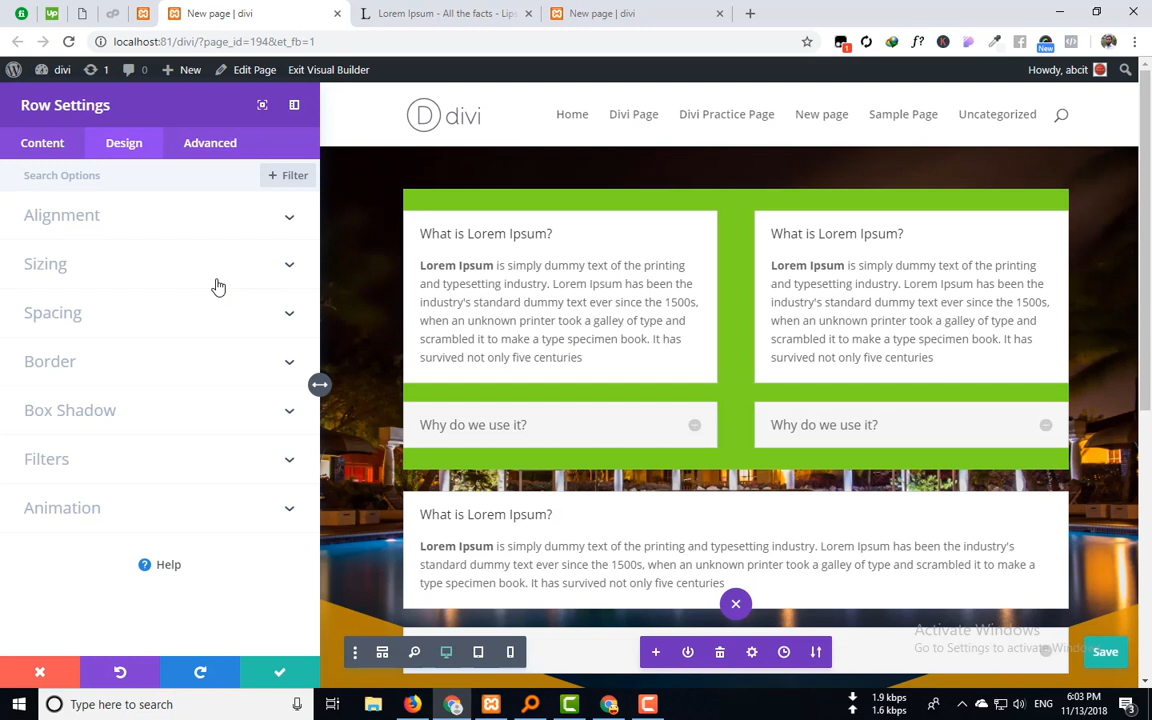 New page | divi
Lorem Ipsum - All the facts - Lips
New page | divi
localhost:81/divi/?page_id=194&et_fb=1
New
divi
1
0
New
Edit Page
Exit Visual Builder
Howdy, abcit
Row Settings
Content
Design
Advanced
Search Options
+ Filter
Alignment
Sizing
Spacing
Border
Box Shadow
Filters
Animation
? Help
D divi
Home
Divi Page
Divi Practice Page
New page
Sample Page
Uncategorized
What is Lorem Ipsum?
Lorem Ipsum is simply dummy text of the printing
and typesetting industry. Lorem Ipsum has been the
industry's standard dummy text ever since the 1500s,
when an unknown printer took a galley of type and
scrambled it to make a type specimen book. It has
survived not only five centuries
What is Lorem Ipsum?
Lorem Ipsum is simply dummy text of the printing
and typesetting industry. Lorem Ipsum has been the
industry's standard dummy text ever since the 1500s,
when an unknown printer took a galley of type and
scrambled it to make a type specimen book. It has
survived not only five centuries
Why do we use it?
Why do we use it?
What is Lorem Ipsum?
Lorem Ipsum is simply dummy text of the printing and typesetting industry. Lorem Ipsum has been the industry's
standard dummy text ever since the 1500s, when an unknown printer took a galley of type and scrambled it to make a
type specimen book. It has survived not only five centuries
Activate Windows
Go to Settings to activate Windows.
Save
Type here to search
1.9 kbps
1.6 kbps
ENG
6:03 PM
11/13/2018
3